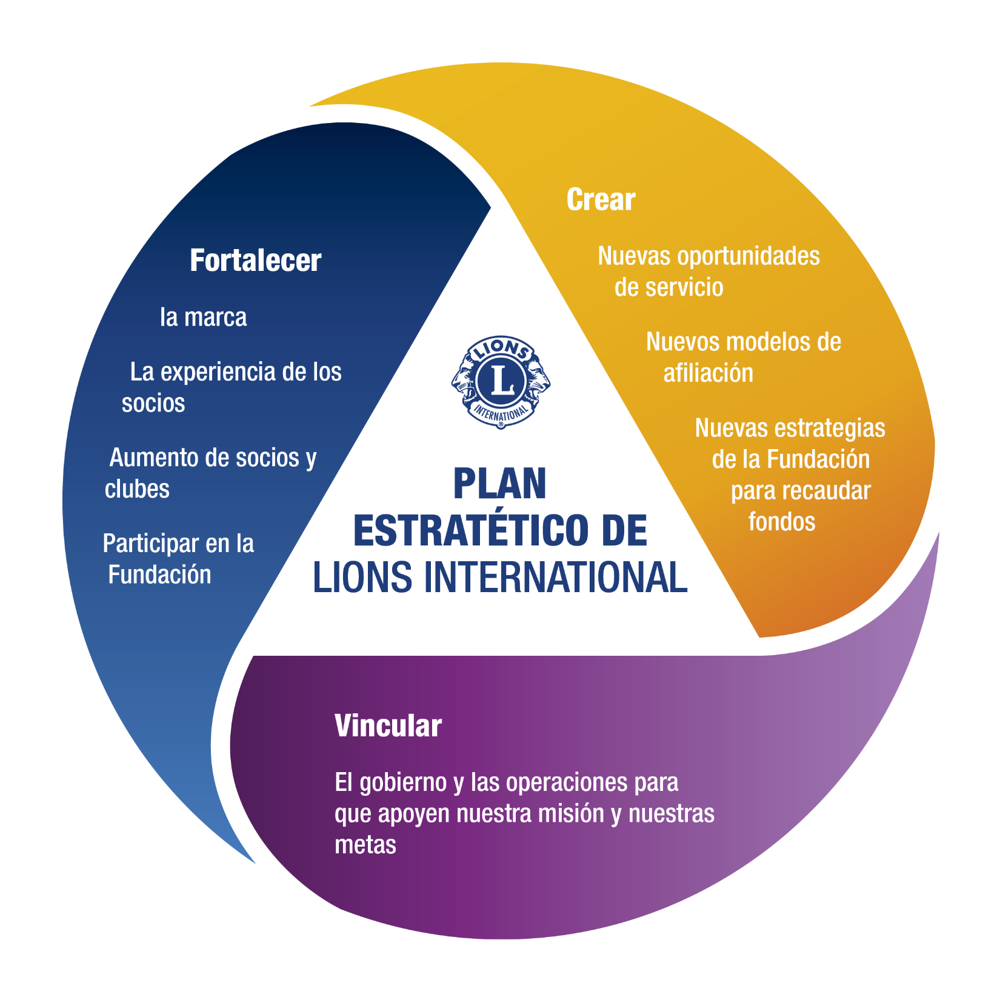 Fortalecer
la marca
La experiencia de los
socios
Aumento de socios y
clubes
Participar en la
Fundación
Crear
Nuevas oportunidades
de servicio
Nuevos modelos de
afiliación
Nuevas estrategias
de la Fundación
para recaudar
fondos
LIONS
L
INTERNATIONAL
®
PLAN
ESTRATÉTICO DE
LIONS INTERNATIONAL
Vincular
El gobierno y las operaciones para
que apoyen nuestra misión y nuestras
metas